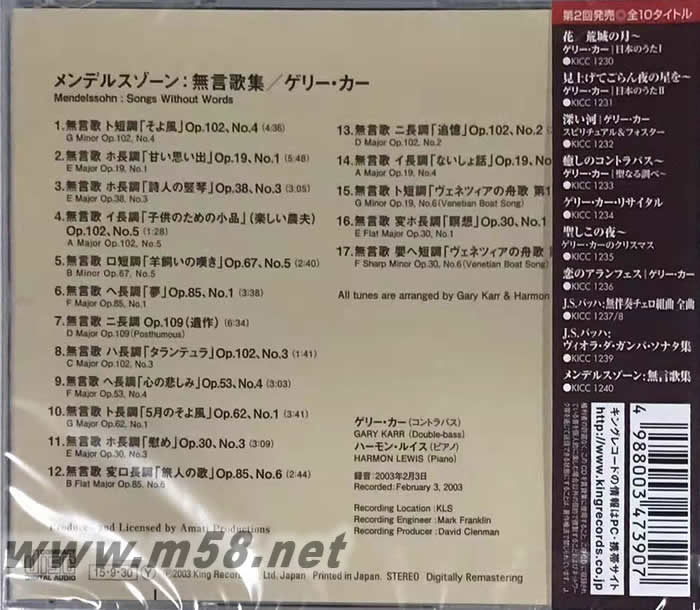 メンデルスゾーン：無言歌集／ゲリー・カー
Mendelssohn : Songs Without Words
1.無言歌 ト短調「そよ風」Op.102、No.4 (4:36)
G Minor Op.102, No.4
2.無言歌 ホ長調「甘い思い出」Op.19、No.1 (5:48)
E Major Op.19, No.1
3.無言歌 ホ長調「詩人の竪琴」Op.38、No.3 (3:05)
E Major Op.38, No.3
4.無言歌 イ長調「子供のための小品」(楽しい農夫)
Op.102、No.5 (1:28)
A Major Op.102, No.5
5.無言歌 ロ短調「羊飼いの嘆き」Op.67、No.5 (2:40)
B Minor Op.67, No.5
6.無言歌 ヘ長調「夢」Op.85、No.1 (3:38)
F Major Op.85, No.1
7.無言歌 ニ長調 Op.109(遺作) (6:34)
D Major Op.109(Posthumous)
8.無言歌 ハ長調「タランテュラ」Op.102、No.3 (1:41)
C Major Op.102, No.3
9.無言歌 ヘ長調「心の悲しみ」Op.53、No.4 (3:03)
F Major Op.53, No.4
10.無言歌 ト長調「5月のそよ風」Op.62、No.1 (3:41)
G Major Op.62, No.1
11.無言歌 ホ長調「慰め」Op.30、No.3 (3:09)
E Major Op.30, No.3
12.無言歌 変ロ長調「旅人の歌」Op.85、No.6 (2:44)
B Flat Major Op.85, No.6
13.無言歌 ニ長調「追憶」Op.102、No.2
D Major Op.102, No.2
14.無言歌 イ長調「ないしょ話」Op.19、No
A Major Op.19, No.
15.無言歌 ト短調「ヴェネツィアの舟歌 第1
G Minor Op.19, No.6(Venetian Boat Song)
16.無言歌 変ホ長調「瞑想」Op.30、No.1
E Flat Major Op.30, No.1
17.無言歌 嬰ヘ短調「ヴェネツィアの舟歌
F Sharp Minor Op.30, No.6(Venetian Boat Song)
All tunes are arranged by Gary Karr & Harmon
ゲリー・カー(コントラバス)
GARY KARR (Double-bass)
ハーモン・ルイス(ピアノ)
HARMON LEWIS (Piano)
録音：2003年2月3日
Recorded: February 3, 2003
Recording Location : KLS
Recording Engineer : Mark Franklin
Recording Producer : David Clenman
Produced and Licensed by Amati Productions
COMPACT
disc
DIGITAL AUDIO
15・9・30 Y
℗2003 King Record Co., Ltd. Japan. Printed in Japan. STEREO Digitally Remastering
www.m58.net
第2回発売◎全10タイトル
花／荒城の月～
ゲリー・カー｜日本のうたI
●KICC 1230
見上げてごらん夜の星を～
ゲリー・カー｜日本のうたII
●KICC 1231
深い河｜ゲリー・カー
スピリチュアル＆フォスター
●KICC 1232
癒しのコントラバス～
ゲリー・カー｜聖なる調べ～
●KICC 1233
ゲリー・カー・リサイタル
●KICC 1234
聖しこの夜～
ゲリー・カーのクリスマス
●KICC 1235
恋のアランフェス｜ゲリー・カー
●KICC 1236
J.S.バッハ：無伴奏チェロ組曲 全曲
●KICC 1237/8
J.S.バッハ：
ヴィオラ・ダ・ガンバ・ソナタ集
●KICC 1239
メンデルスゾーン：無言歌集
●KICC 1240
キングレコードの情報はPC・携帯サイト
http://www.kingrecords.co.jp
4 988003 473907